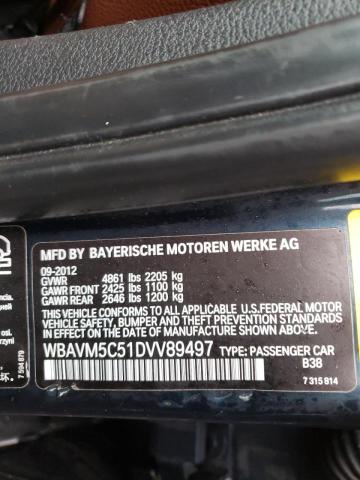 MFD BY BAYERISCHE MOTOREN WERKE AG
09-2012
GVWR 4861 lbs 2205 kg
GAWR FRONT 2425 lbs 1100 kg
GAWR REAR 2646 lbs 1200 kg
THIS VEHICLE CONFORMS TO ALL APPLICABLE U.S.FEDERAL MOTOR
VEHICLE SAFETY, BUMPER, AND THEFT PREVENTION STANDARDS
IN EFFECT ON THE DATE OF MANUFACTURE SHOWN ABOVE.
WBAVM5C51DVV89497 TYPE: PASSENGER CAR
B38
7 315 814
7 594 879